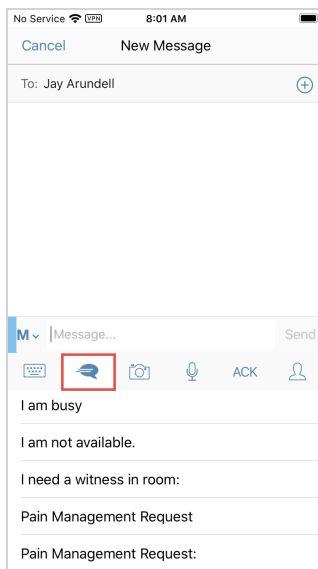 No Service VPN 8:01 AM
Cancel New Message
To: Jay Arundell
M Message... Send
ACK
I am busy
I am not available.
I need a witness in room:
Pain Management Request
Pain Management Request: